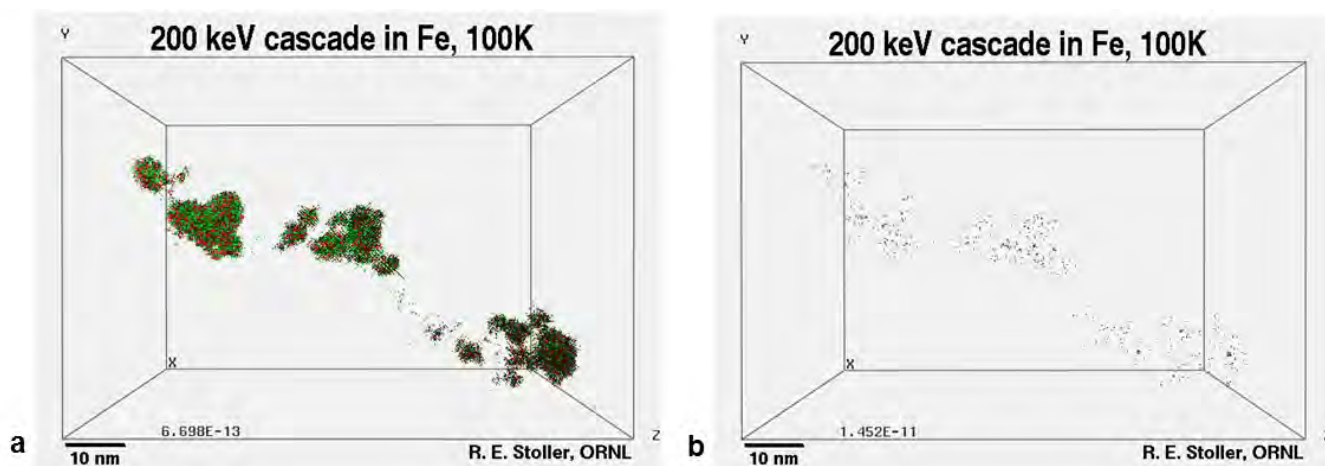 Y
200 keV cascade in Fe, 100K
X
6.698E-13
Z
a
10 nm
R. E. Stoller, ORNL
Y
200 keV cascade in Fe, 100K
X
1.452E-11
b
10 nm
R. E. Stoller, ORNL